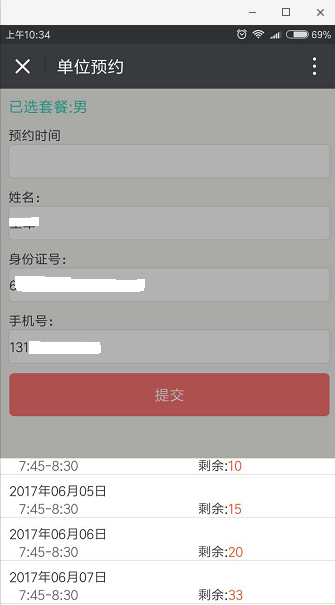 上午10:34
69%
单位预约
已选套餐:男
预约时间
姓名:
身份证号:
6
手机号:
131
提交
7:45-8:30 剩余:10
2017年06月05日
7:45-8:30 剩余:15
2017年06月06日
7:45-8:30 剩余:20
2017年06月07日
7:45-8:30 剩余:33